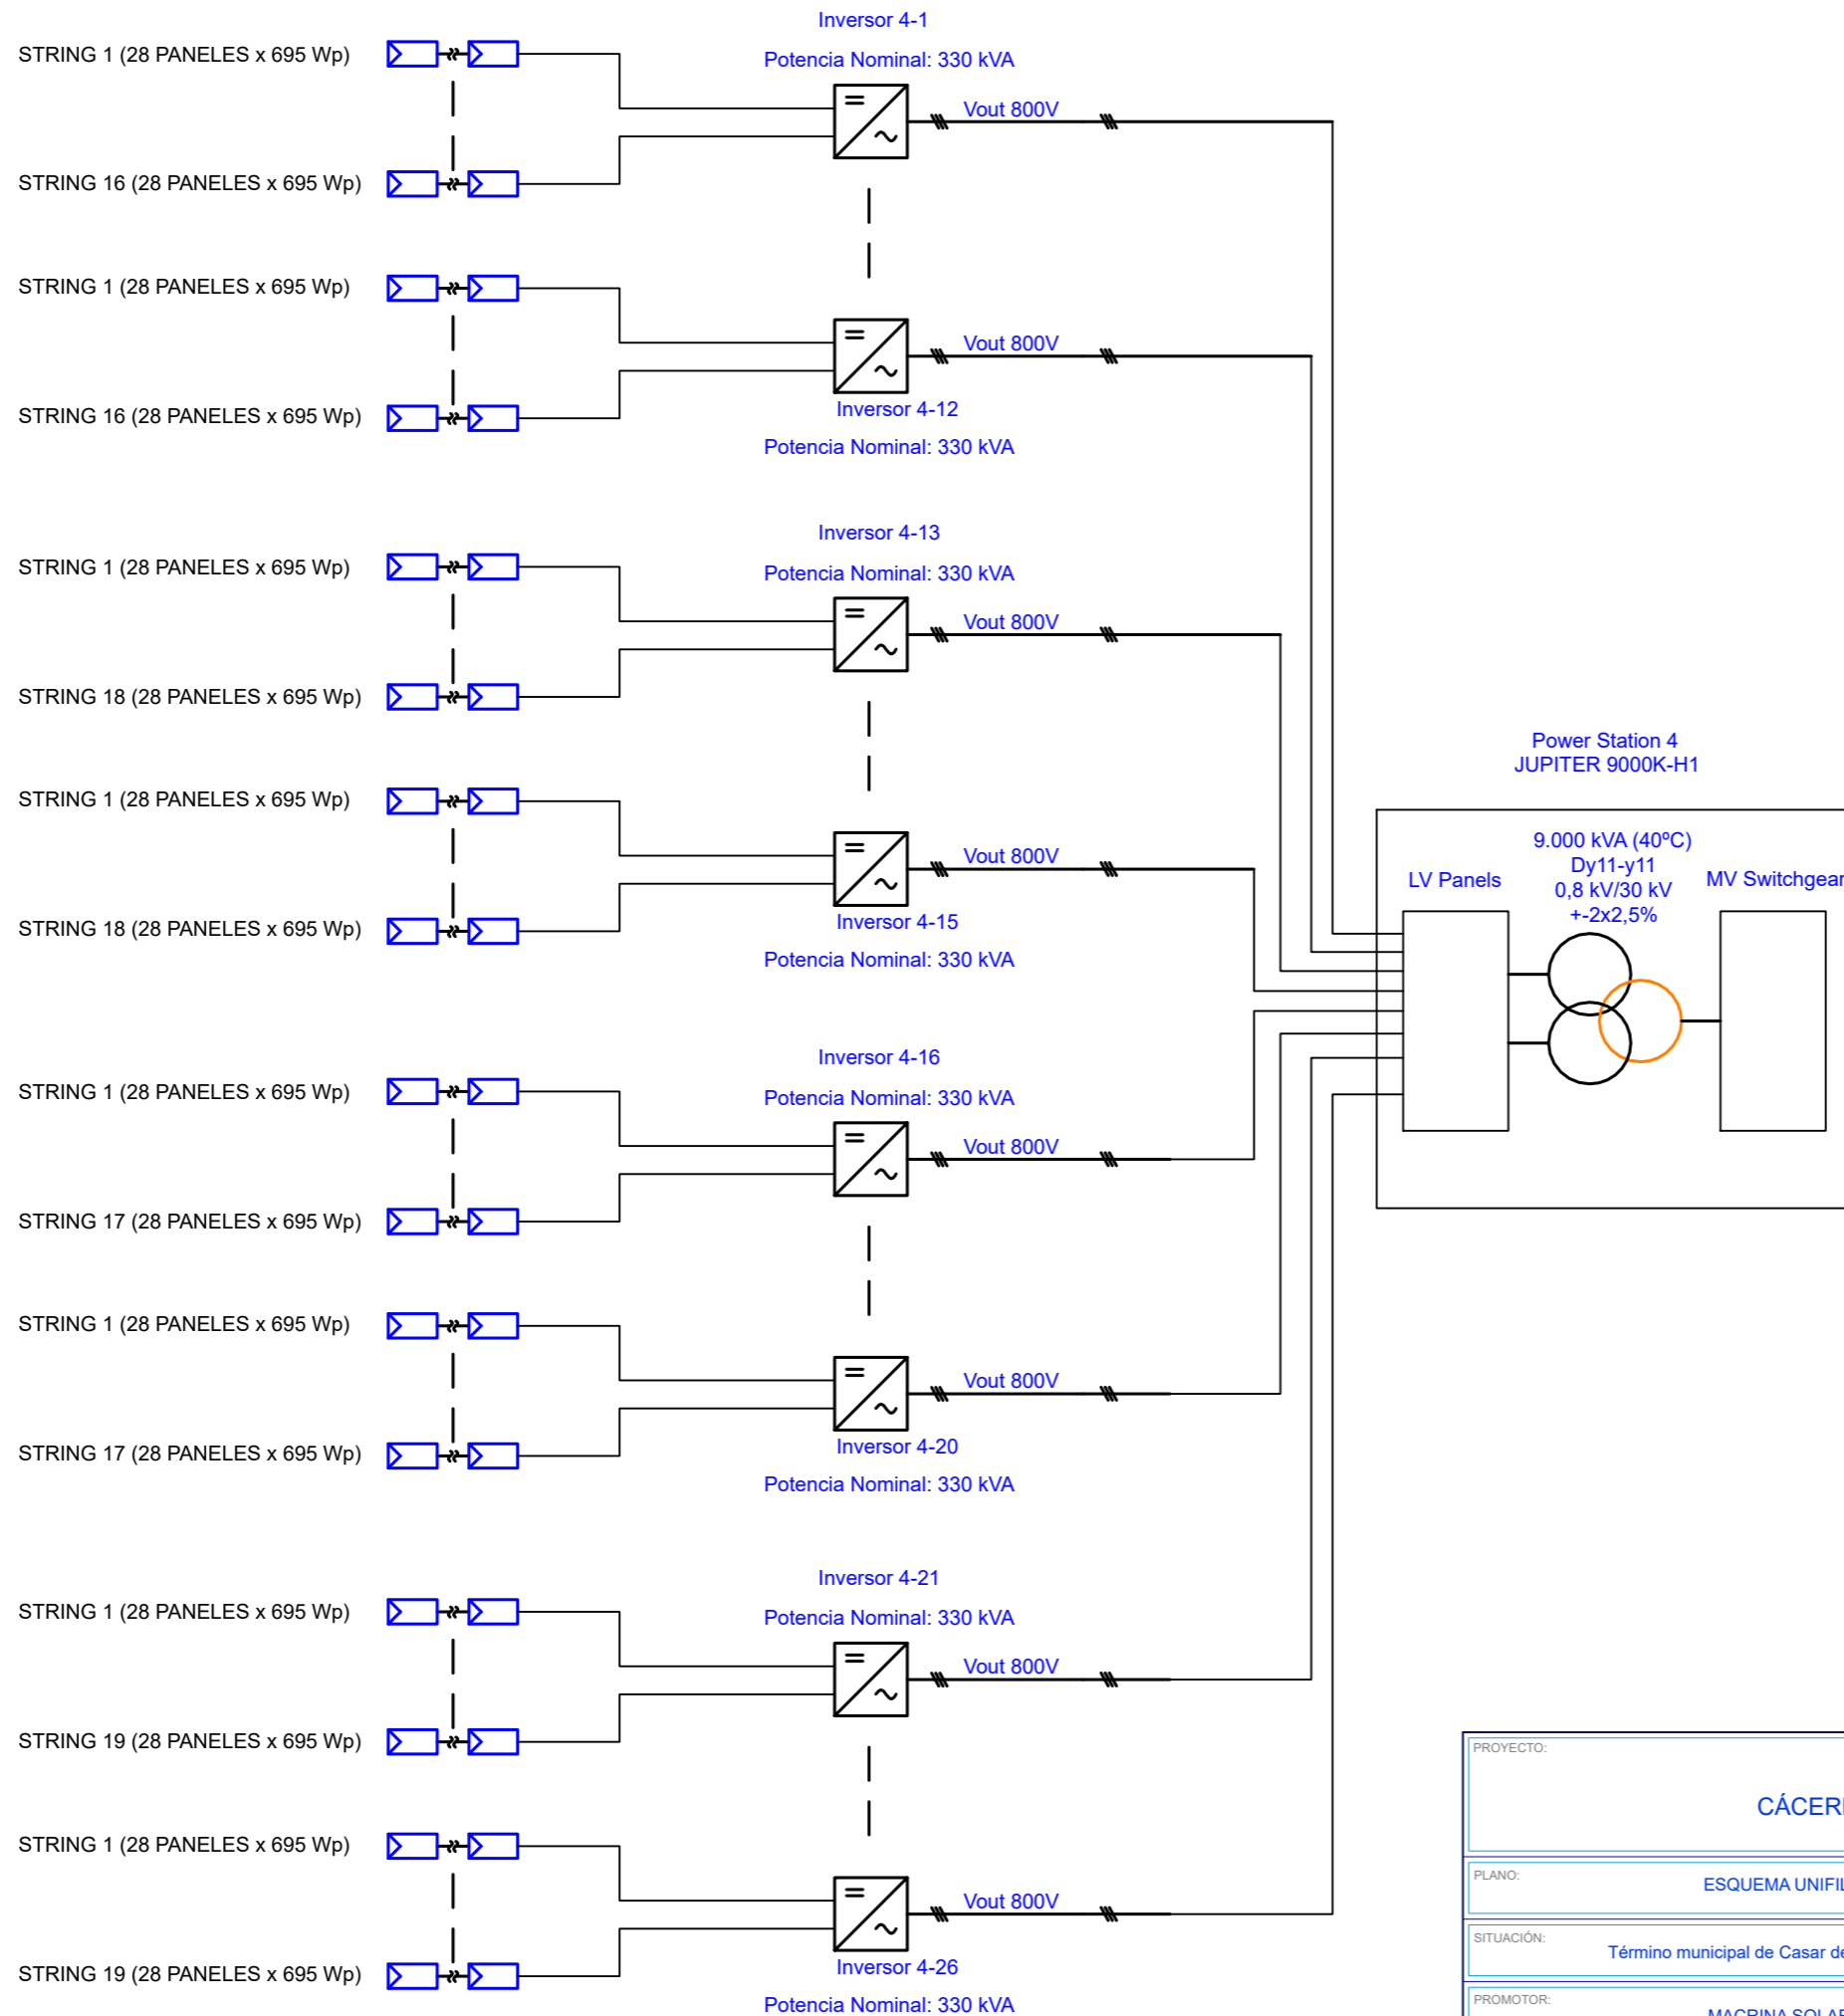 Inversor 4-1
STRING 1 (28 PANELES x 695 Wp)
Potencia Nominal: 330 kVA
Vout 800V
STRING 16 (28 PANELES x 695 Wp)
STRING 1 (28 PANELES x 695 Wp)
Vout 800V
Inversor 4-12
STRING 16 (28 PANELES x 695 Wp)
Potencia Nominal: 330 kVA
Inversor 4-13
STRING 1 (28 PANELES x 695 Wp)
Potencia Nominal: 330 kVA
Vout 800V
STRING 18 (28 PANELES x 695 Wp)
STRING 1 (28 PANELES x 695 Wp)
Vout 800V
Inversor 4-15
STRING 18 (28 PANELES x 695 Wp)
Potencia Nominal: 330 kVA
Power Station 4
JUPITER 9000K-H1
9.000 kVA (40ºC)
Dy11-y11
0,8 kV/30 kV
+-2x2,5%
LV Panels
MV Switchgear
Inversor 4-16
STRING 1 (28 PANELES x 695 Wp)
Potencia Nominal: 330 kVA
Vout 800V
STRING 17 (28 PANELES x 695 Wp)
STRING 1 (28 PANELES x 695 Wp)
Vout 800V
Inversor 4-20
STRING 17 (28 PANELES x 695 Wp)
Potencia Nominal: 330 kVA
Inversor 4-21
STRING 1 (28 PANELES x 695 Wp)
Potencia Nominal: 330 kVA
Vout 800V
STRING 19 (28 PANELES x 695 Wp)
STRING 1 (28 PANELES x 695 Wp)
Vout 800V
Inversor 4-26
STRING 19 (28 PANELES x 695 Wp)
Potencia Nominal: 330 kVA
PROYECTO:
CÁCER
PLANO:
ESQUEMA UNIFI
SITUACIÓN:
Término municipal de Casar de
PROMOTOR:
MACRINA SOLAR